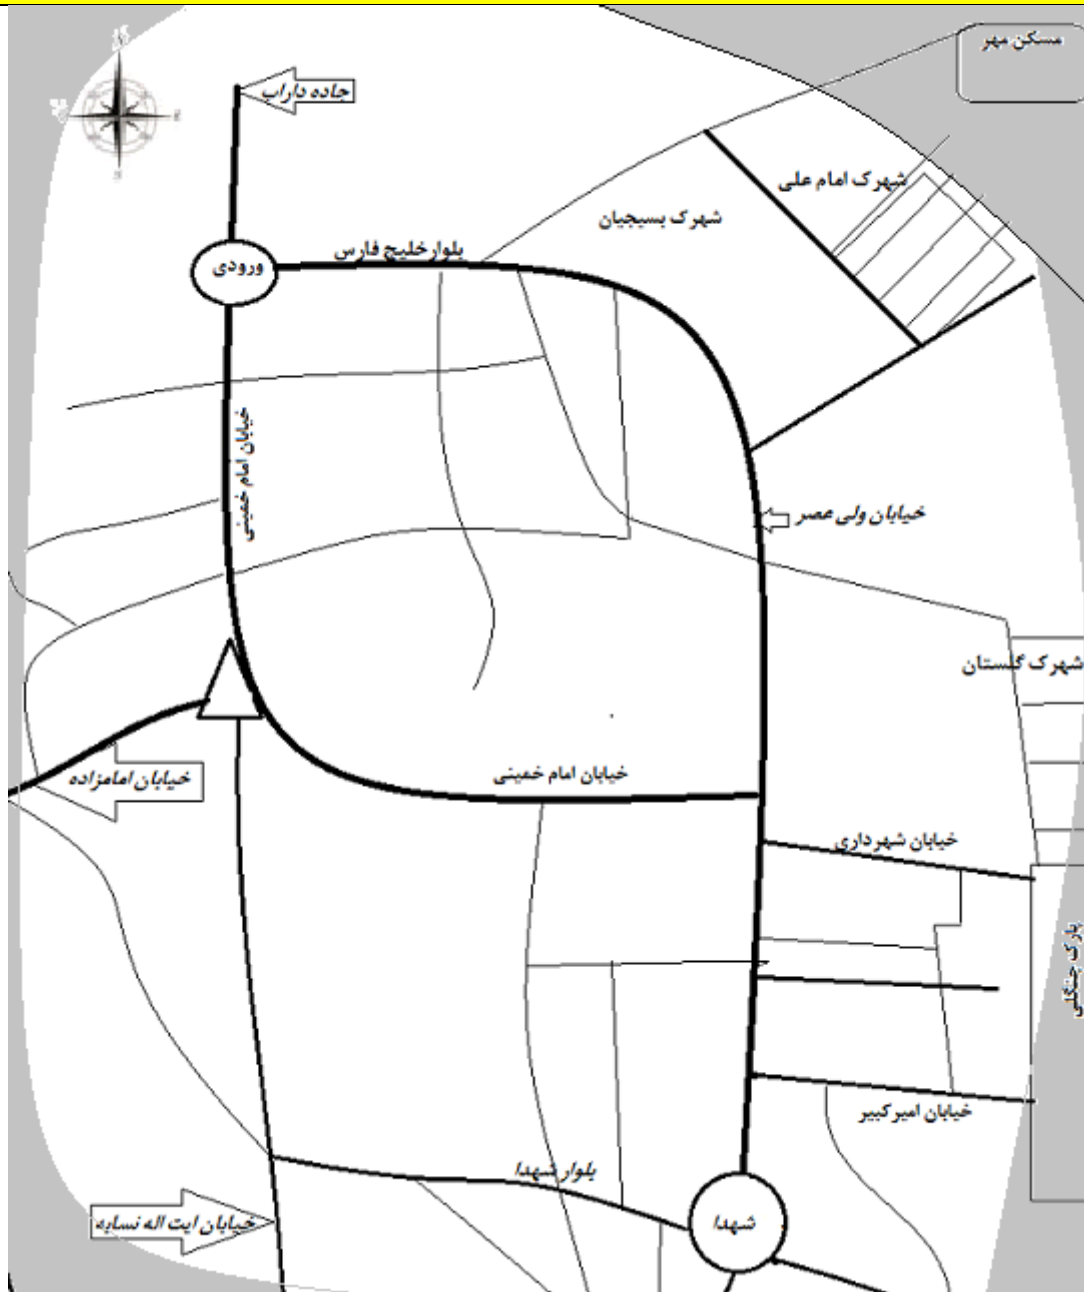 مسکن مهر
جاده داراب
شهرک امام علی
شهرک بسیجیان
بلوار خلیج فارس
ورودی
خیابان امام خمینی
خیابان ولی عصر
شهرک گلستان
خیابان امام خمینی
خیابان امامزاده
خیابان شهرداری
پارک جنگلی
خیابان امیر کبیر
بلوار شهدا
شهدا
خیابان ایت اله نسابه